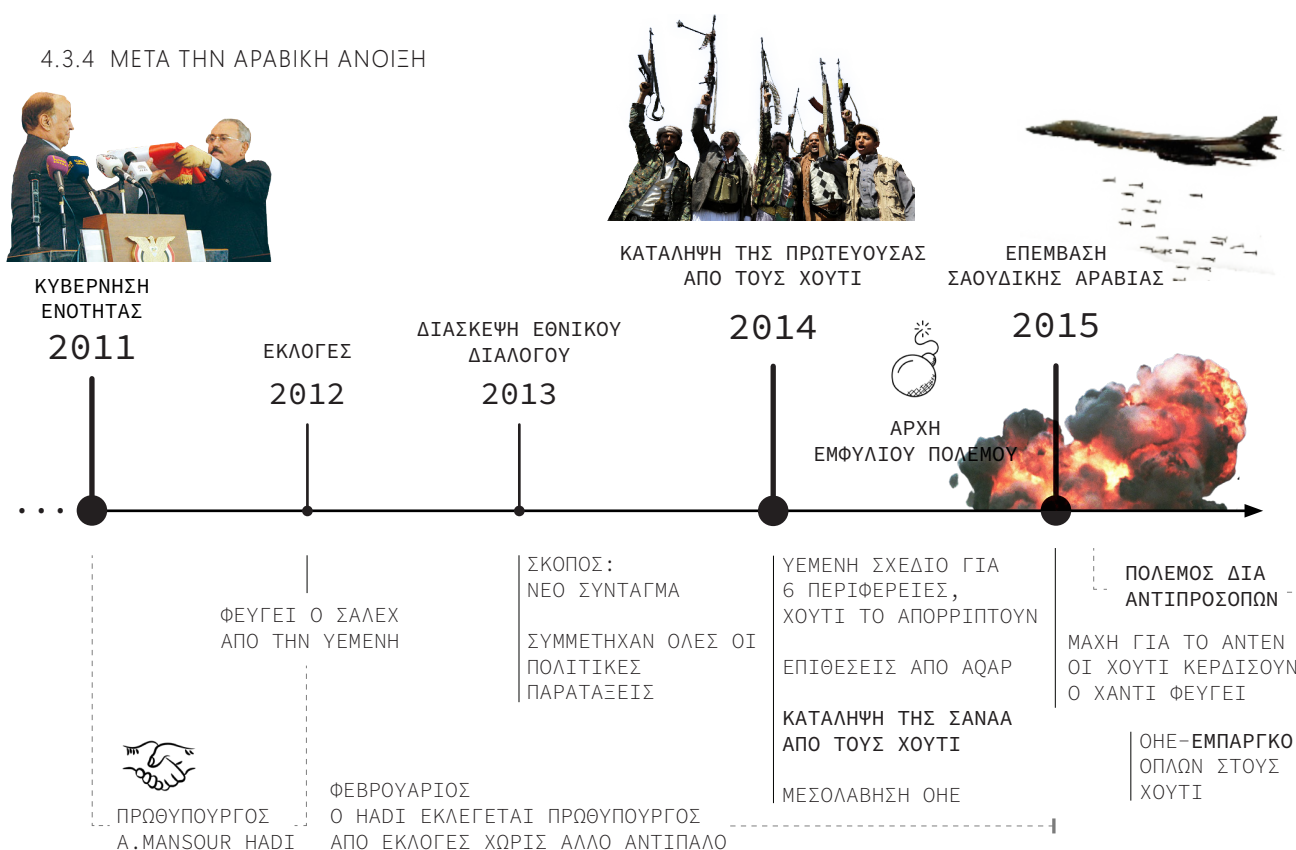 4.3.4 ΜΕΤΑ ΤΗΝ ΑΡΑΒΙΚΗ ΑΝΟΙΞΗ
ΚΥΒΕΡΝΗΣΗ
ΕΝΟΤΗΤΑΣ
2011
ΕΚΛΟΓΕΣ
2012
ΔΙΑΣΚΕΨΗ ΕΘΝΙΚΟΥ
ΔΙΑΛΟΓΟΥ
2013
ΚΑΤΑΛΗΨΗ ΤΗΣ ΠΡΩΤΕΥΟΥΣΑΣ
ΑΠΟ ΤΟΥΣ ΧΟΥΤΙ
2014
ΑΡΧΗ
ΕΜΦΥΛΙΟΥ ΠΟΛΕΜΟΥ
ΕΠΕΜΒΑΣΗ
ΣΑΟΥΔΙΚΗΣ ΑΡΑΒΙΑΣ
2015
ΠΡΩΘΥΠΟΥΡΓΟΣ
A.MANSOUR HADI
ΦΕΥΓΕΙ Ο ΣΑΛΕΧ
ΑΠΟ ΤΗΝ ΥΕΜΕΝΗ
ΦΕΒΡΟΥΑΡΙΟΣ
Ο HADI ΕΚΛΕΓΕΤΑΙ ΠΡΩΘΥΠΟΥΡΓΟΣ
ΑΠΟ ΕΚΛΟΓΕΣ ΧΩΡΙΣ ΑΛΛΟ ΑΝΤΙΠΑΛΟ
ΣΚΟΠΟΣ:
ΝΕΟ ΣΥΝΤΑΓΜΑ
ΣΥΜΜΕΤΗΧΑΝ ΟΛΕΣ ΟΙ
ΠΟΛΙΤΙΚΕΣ
ΠΑΡΑΤΑΞΕΙΣ
ΥΕΜΕΝΗ ΣΧΕΔΙΟ ΓΙΑ
6 ΠΕΡΙΦΕΡΕΙΕΣ,
ΧΟΥΤΙ ΤΟ ΑΠΟΡΡΙΠΤΟΥΝ
ΕΠΙΘΕΣΕΙΣ ΑΠΟ AQAP
ΚΑΤΑΛΗΨΗ ΤΗΣ ΣΑΝΑΑ
ΑΠΟ ΤΟΥΣ ΧΟΥΤΙ
ΜΕΣΟΛΑΒΗΣΗ ΟΗΕ
ΠΟΛΕΜΟΣ ΔΙΑ
ΑΝΤΙΠΡΟΣΟΠΩΝ
ΜΑΧΗ ΓΙΑ ΤΟ ΑΝΤΕΝ
ΟΙ ΧΟΥΤΙ ΚΕΡΔΙΣΟΥΝ
Ο ΧΑΝΤΙ ΦΕΥΓΕΙ
ΟΗΕ-ΕΜΠΑΡΓΚΟ
ΟΠΛΩΝ ΣΤΟΥΣ
ΧΟΥΤΙ